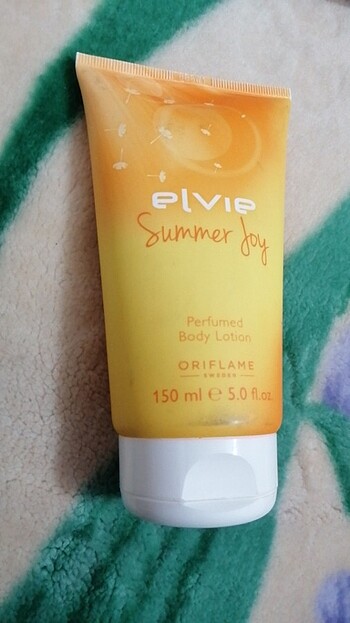 elvie
Summer Joy
Perfumed
Body Lotion
ORIFLAME
SWEDEN
150 ml ℮ 5.0 fl.oz.